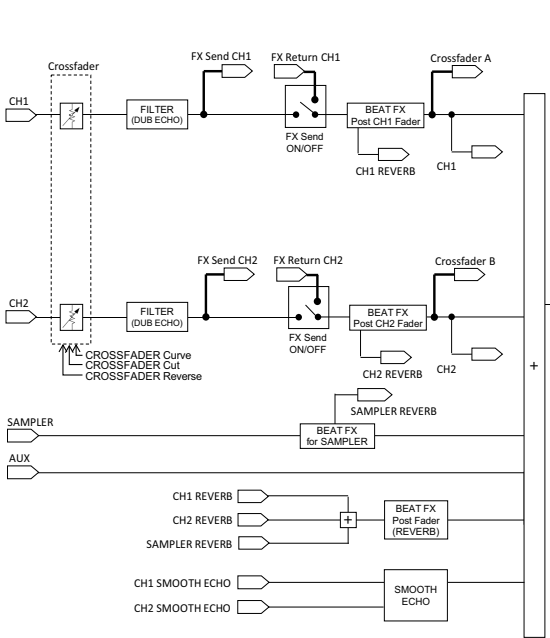 Crossfader
FX Send CH1
FX Return CH1
Crossfader A
CH1
FILTER
(DUB ECHO)
BEAT FX
Post CH1 Fader
FX Send
ON/OFF
CH1 REVERB
CH1
FX Send CH2
FX Return CH2
Crossfader B
CH2
FILTER
(DUB ECHO)
BEAT FX
Post CH2 Fader
FX Send
ON/OFF
CROSSFADER Curve
CROSSFADER Cut
CROSSFADER Reverse
CH2 REVERB
CH2
+
SAMPLER REVERB
SAMPLER
BEAT FX
for SAMPLER
AUX
CH1 REVERB
CH2 REVERB
SAMPLER REVERB
+
BEAT FX
Post Fader
(REVERB)
CH1 SMOOTH ECHO
CH2 SMOOTH ECHO
SMOOTH
ECHO